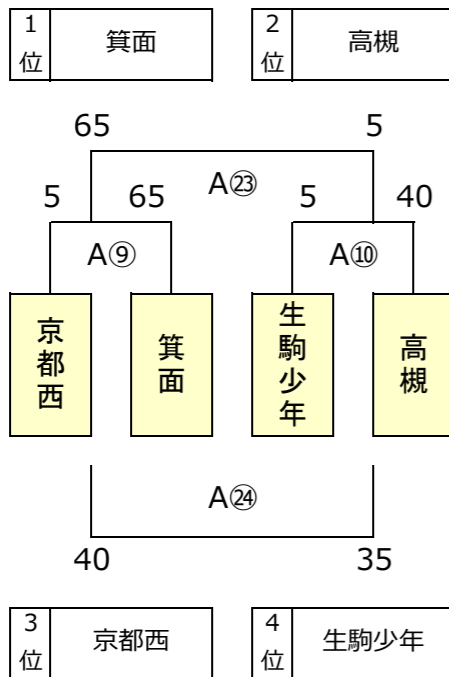 1位 箕面
2位 高槻
65 5
A㉓
5 65 5 40
A⑨ A⑩
京都西
箕面
生駒少年
高槻
A㉔
40 35
3位 京都西
4位 生駒少年